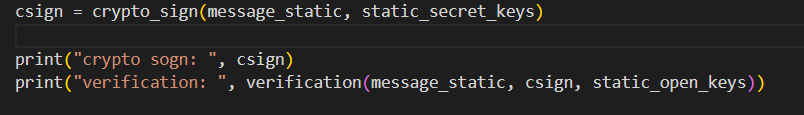 csign = crypto_sign(message_static, static_secret_keys)
print("crypto sogn: ", csign)
print("verification: ", verification(message_static, csign, static_open_keys))